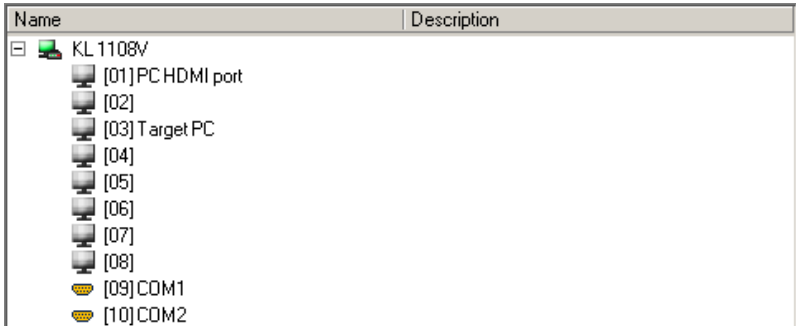 Name Description
KL1108V
[01]PC HDMI port
[02]
[03]Target PC
[04]
[05]
[06]
[07]
[08]
[09]COM1
[10]COM2